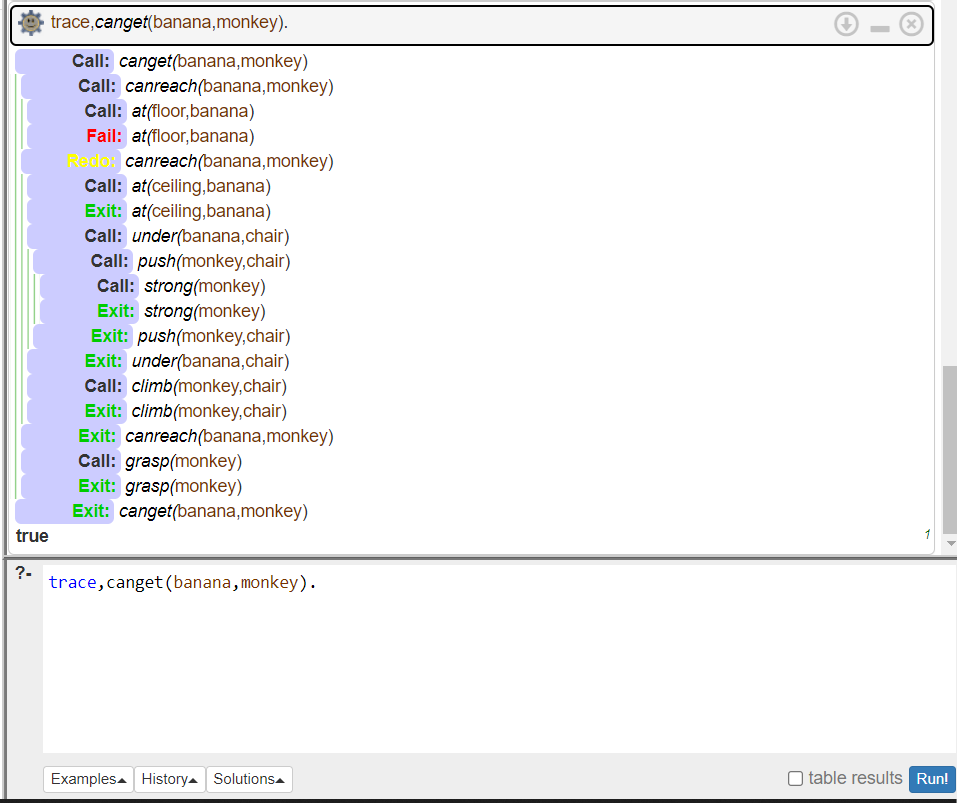 trace,canget(banana,monkey).
Call: canget(banana,monkey)
Call: canreach(banana,monkey)
Call: at(floor,banana)
Fail: at(floor,banana)
Redo: canreach(banana,monkey)
Call: at(ceiling,banana)
Exit: at(ceiling,banana)
Call: under(banana,chair)
Call: push(monkey,chair)
Call: strong(monkey)
Exit: strong(monkey)
Exit: push(monkey,chair)
Exit: under(banana,chair)
Call: climb(monkey,chair)
Exit: climb(monkey,chair)
Exit: canreach(banana,monkey)
Call: grasp(monkey)
Exit: grasp(monkey)
Exit: canget(banana,monkey)
true 1
?- trace,canget(banana,monkey).
Examples History Solutions table results Run!